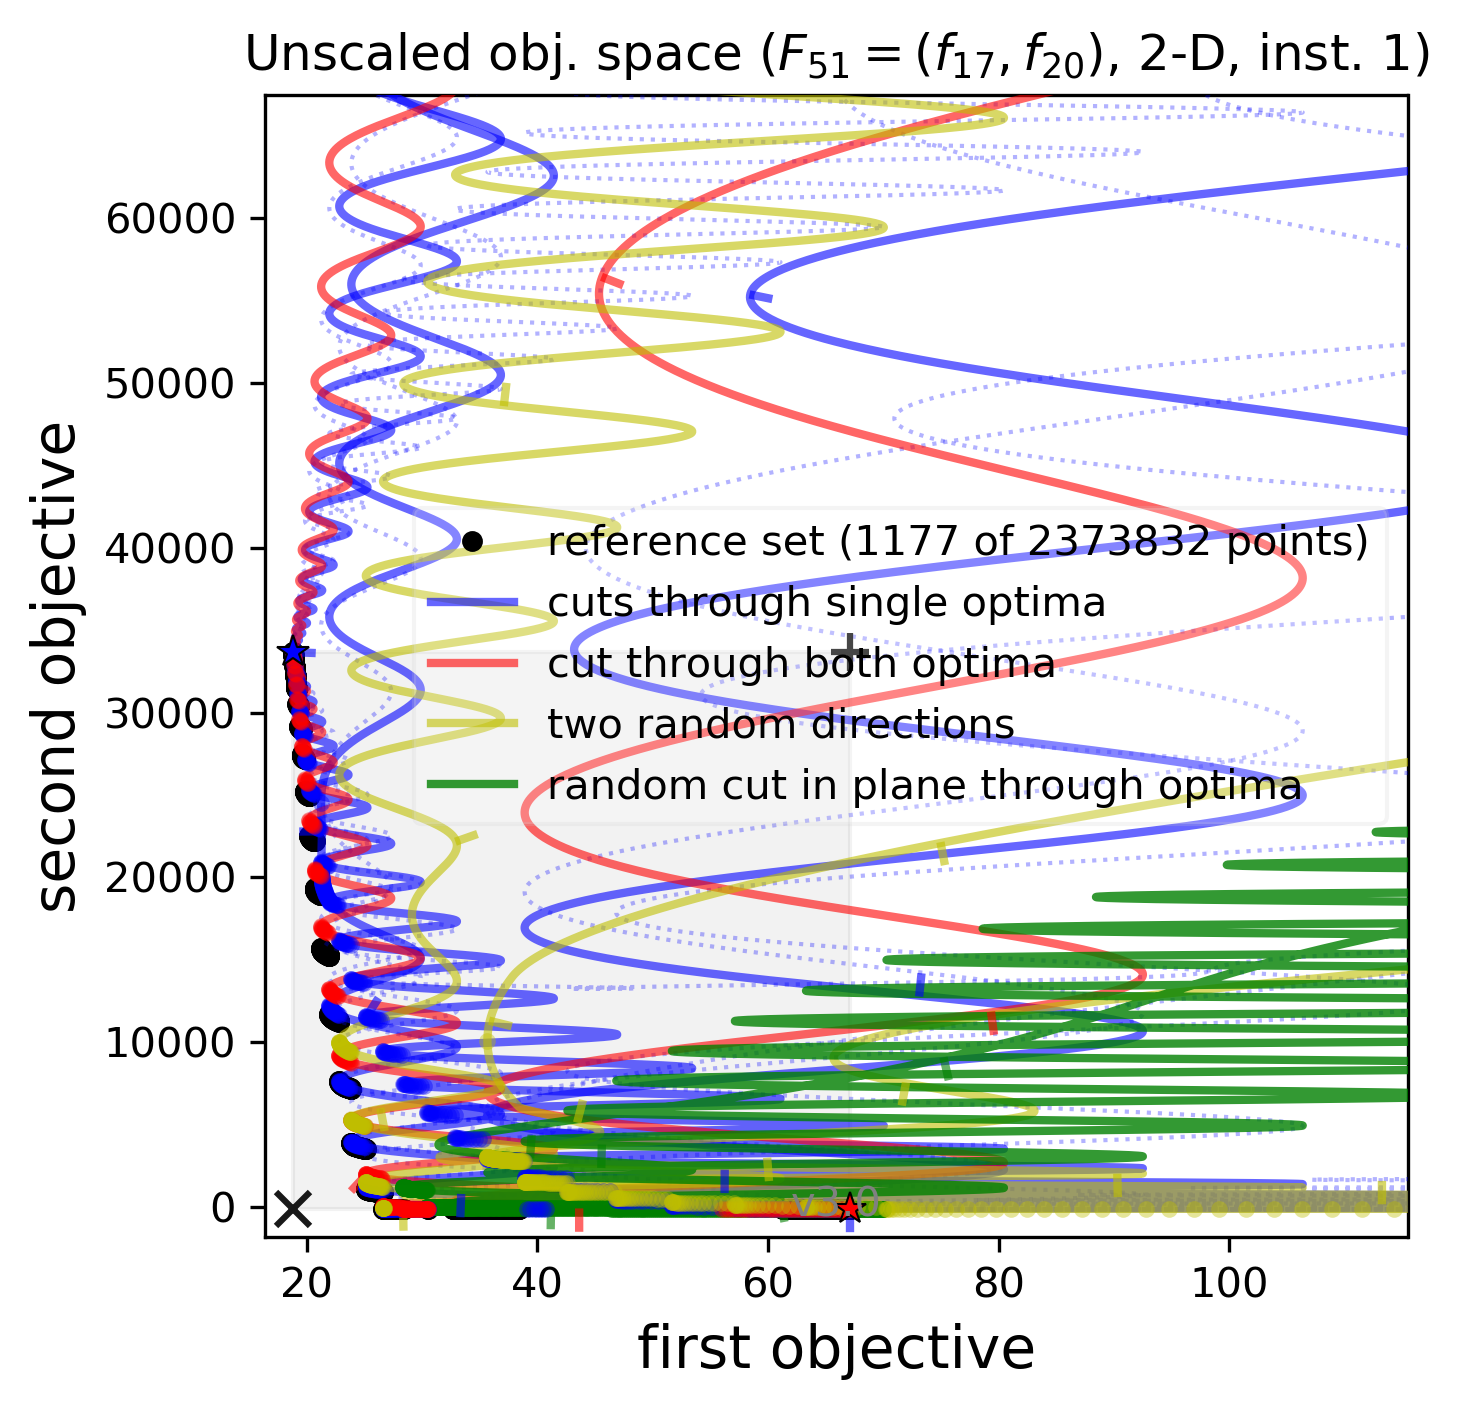 Unscaled obj. space (F51 = (f17, f20), 2-D, inst. 1)
second objective
60000
50000
40000
30000
20000
10000
0
reference set (1177 of 2373832 points)
cuts through single optima
cut through both optima
two random directions
random cut in plane through optima
v3.0
20 40 60 80 100
first objective